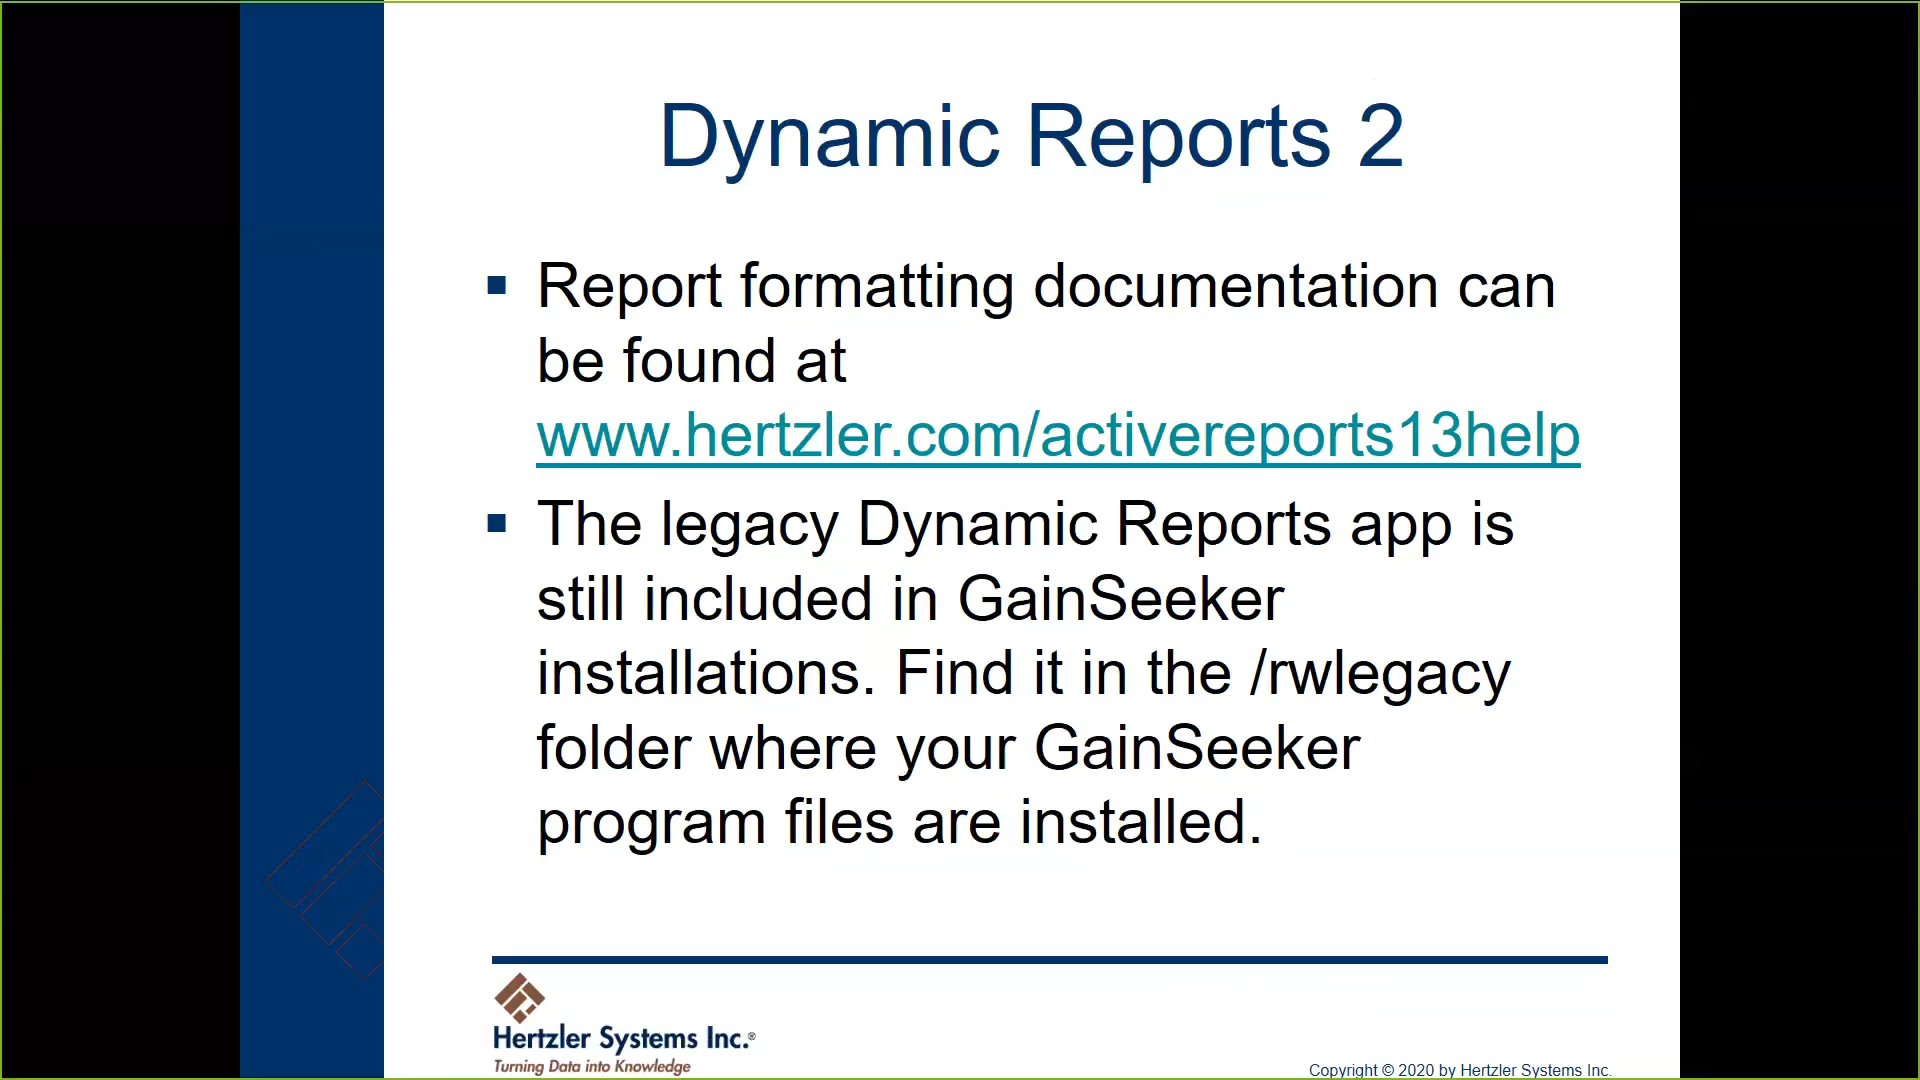 Dynamic Reports 2
▪ Report formatting documentation can
be found at
www.hertzler.com/activereports13help
▪ The legacy Dynamic Reports app is
still included in GainSeeker
installations. Find it in the /rwlegacy
folder where your GainSeeker
program files are installed.
Hertzler Systems Inc.®
Turning Data into Knowledge
Copyright © 2020 by Hertzler Systems Inc.